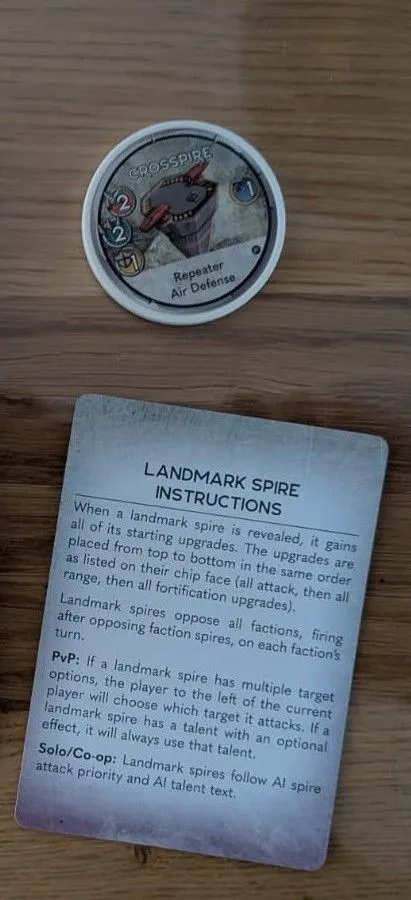 CROSSPIRE
2
2
1
1
Repeater
Air Defense
LANDMARK SPIRE
INSTRUCTIONS
When a landmark spire is revealed, it gains
all of its starting upgrades. The upgrades are
placed from top to bottom in the same order
as listed on their chip face (all attack, then all
range, then all fortification upgrades).
Landmark spires oppose all factions, firing
after opposing faction spires, on each faction's
turn.
PvP: If a landmark spire has multiple target
options, the player to the left of the current
player will choose which target it attacks. If a
landmark spire has a talent with an optional
effect, it will always use that talent.
Solo/Co-op: Landmark spires follow AI spire
attack priority and AI talent text.